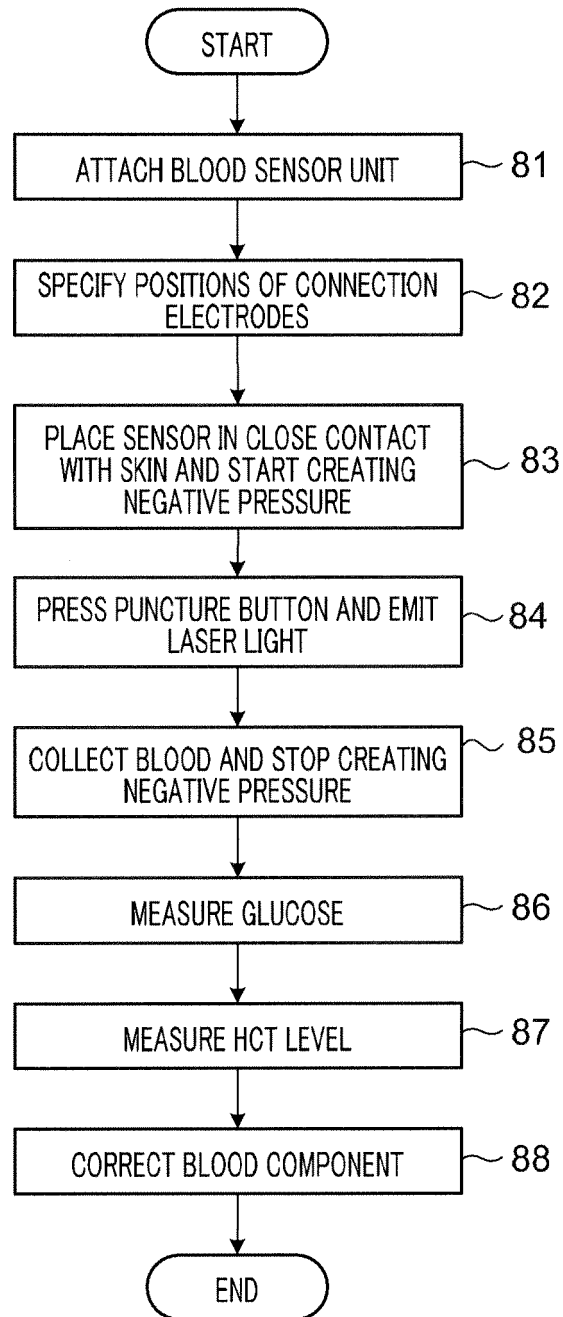 START
ATTACH BLOOD SENSOR UNIT
81
SPECIFY POSITIONS OF CONNECTION
ELECTRODES
82
PLACE SENSOR IN CLOSE CONTACT
WITH SKIN AND START CREATING
NEGATIVE PRESSURE
83
PRESS PUNCTURE BUTTON AND EMIT
LASER LIGHT
84
COLLECT BLOOD AND STOP CREATING
NEGATIVE PRESSURE
85
MEASURE GLUCOSE
86
MEASURE HCT LEVEL
87
CORRECT BLOOD COMPONENT
88
END